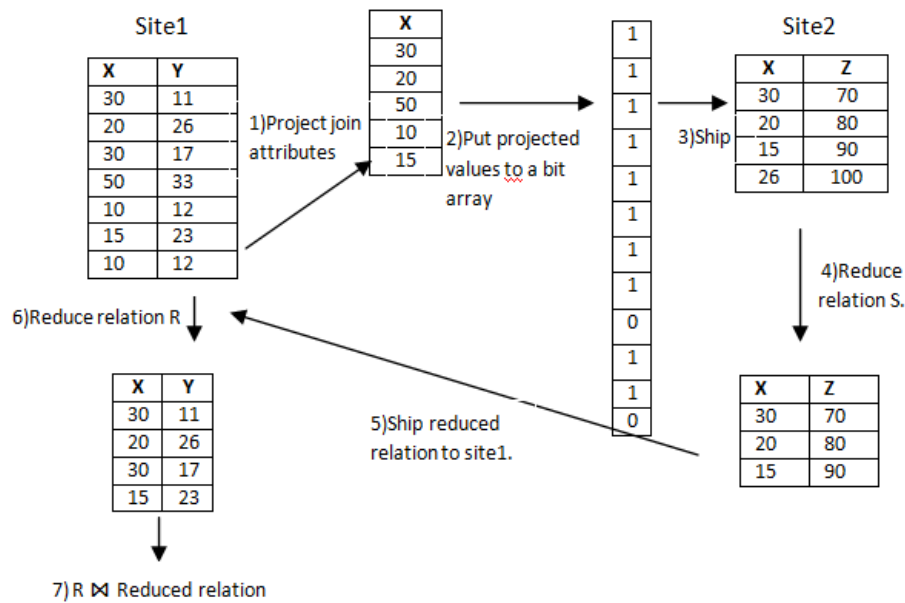 Site1
X Y
30 11
20 26
30 17
50 33
10 12
15 23
10 12
1)Project join
attributes
X
30
20
50
10
15
2)Put projected
values to a bit
array
1
1
1
1
1
1
1
1
0
1
1
0
3)Ship
Site2
X Z
30 70
20 80
15 90
26 100
4)Reduce
relation S.
X Z
30 70
20 80
15 90
5)Ship reduced
relation to site1.
6)Reduce relation R
X Y
30 11
20 26
30 17
15 23
7) R ⋈ Reduced relation